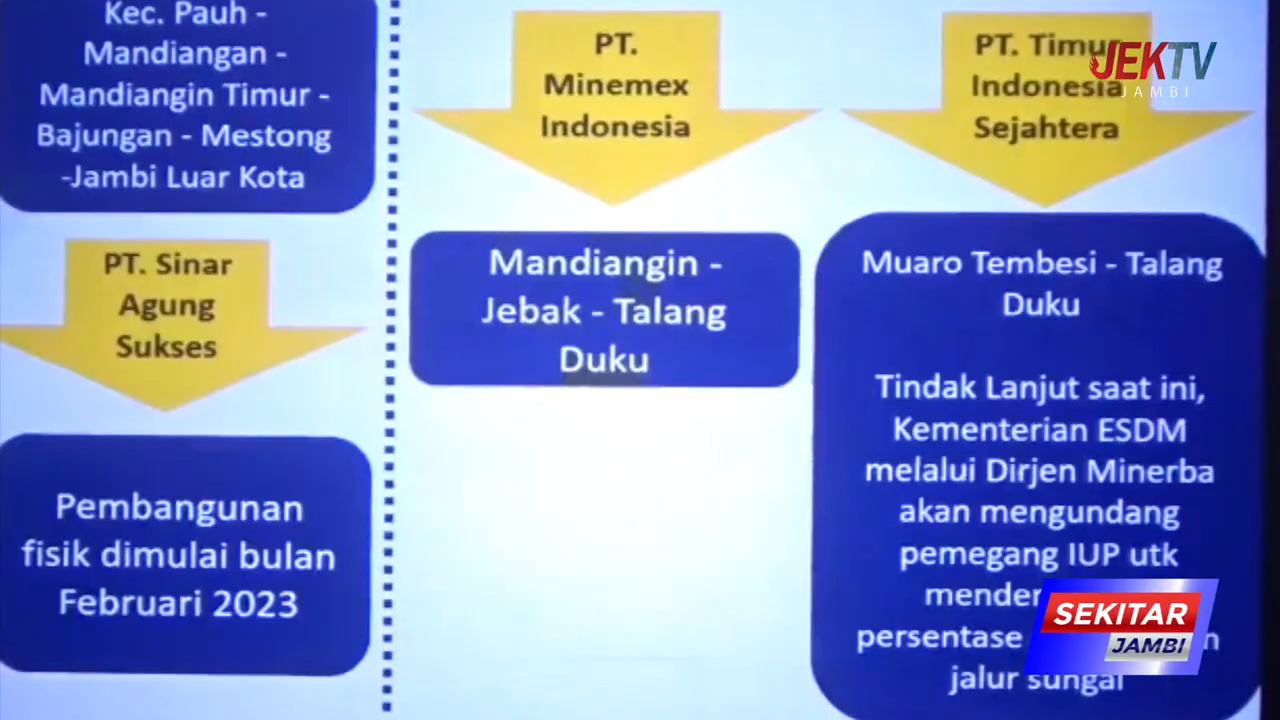 Kec. Pauh -
Mandiangan -
Mandiangin Timur -
Bajungan - Mestong
-Jambi Luar Kota
PT. Sinar
Agung
Sukses
Pembangunan
fisik dimulai bulan
Februari 2023
PT.
Minemex
Indonesia
Mandiangin -
Jebak - Talang
Duku
PT. Timur
Indonesia
Sejahtera
Muaro Tembesi - Talang
Duku
Tindak Lanjut saat ini,
Kementerian ESDM
melalui Dirjen Minerba
akan mengundang
pemegang IUP utk
persentase
jalur sungai
JEKTV
JAMBI
SEKITAR
JAMBI